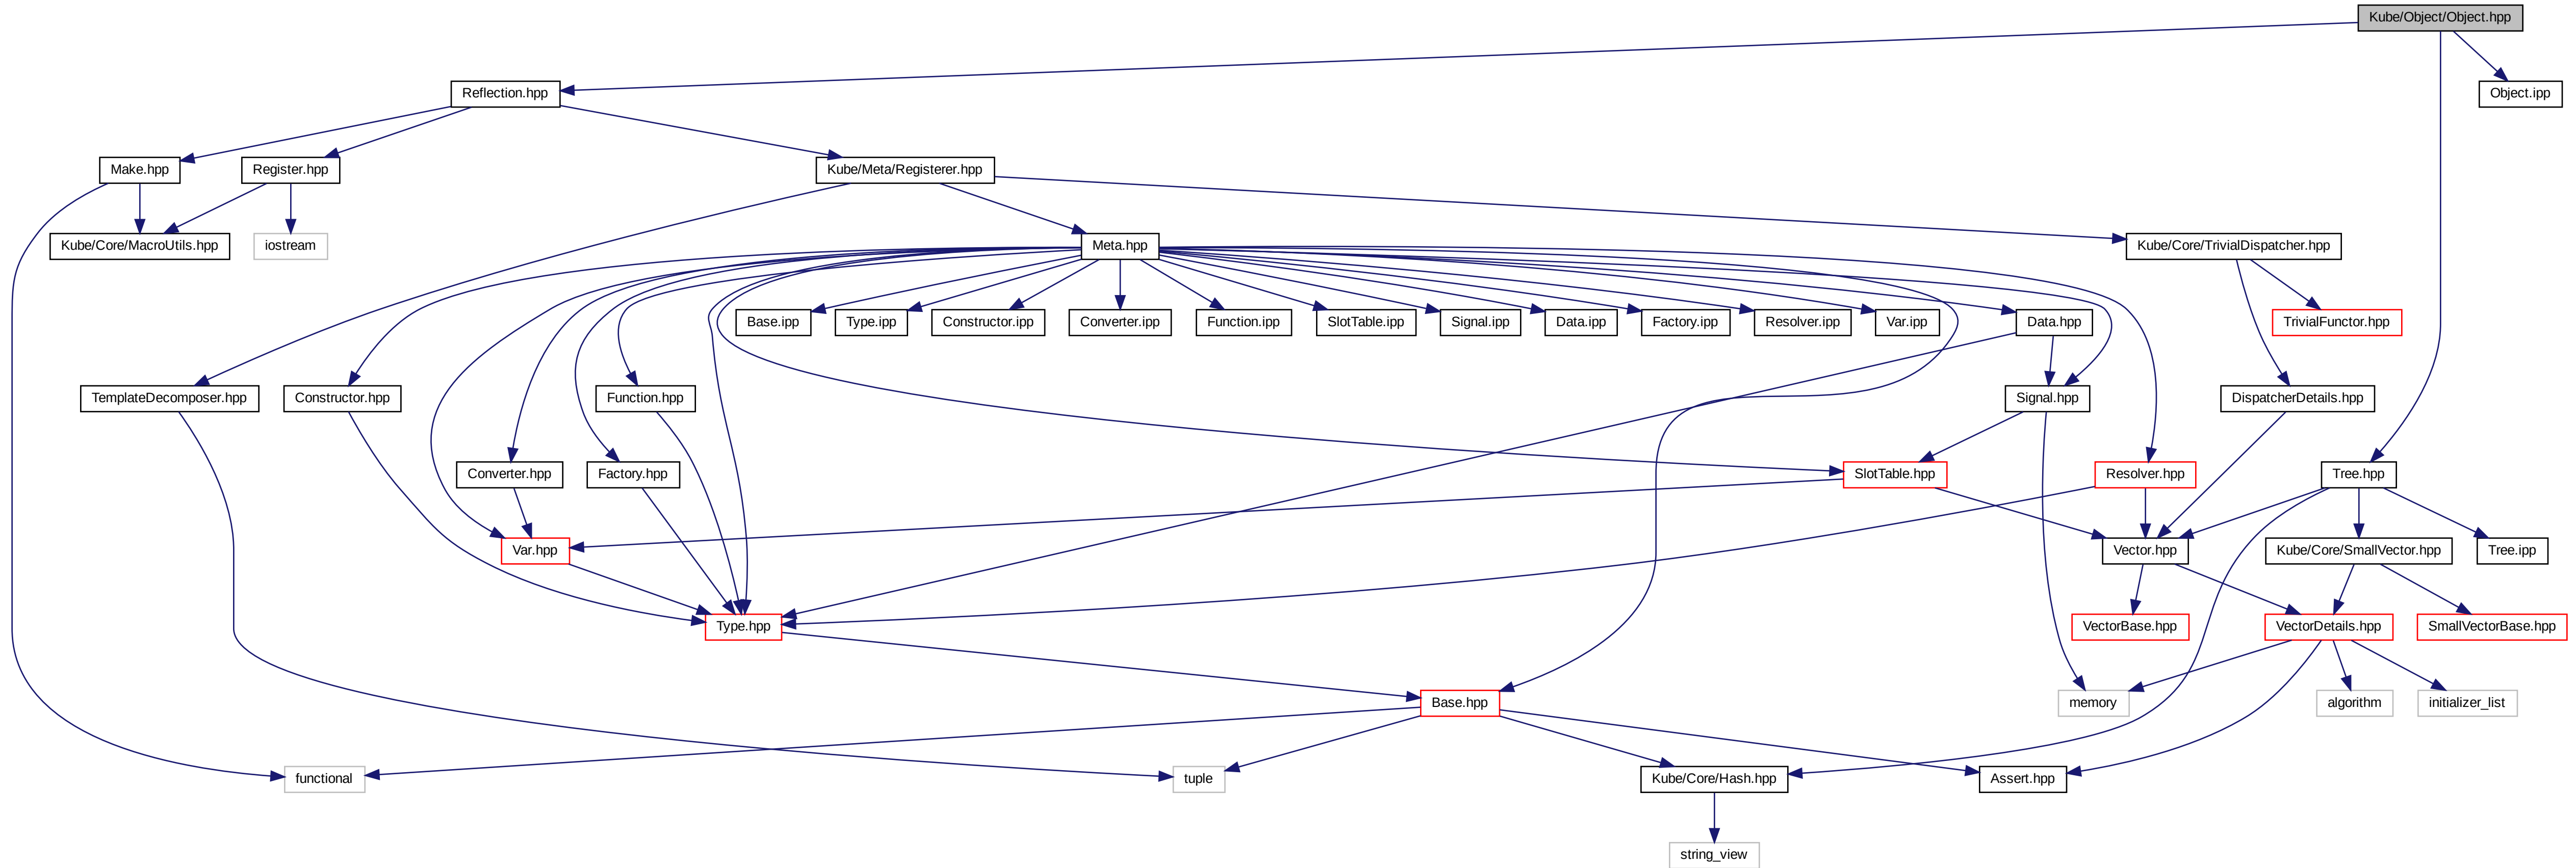 Kube/Object/Object.hpp
Reflection.hpp
Object.ipp
Make.hpp
Register.hpp
Kube/Meta/Registerer.hpp
Kube/Core/MacroUtils.hpp
iostream
Meta.hpp
Kube/Core/TrivialDispatcher.hpp
Base.ipp
Type.ipp
Constructor.ipp
Converter.ipp
Function.ipp
SlotTable.ipp
Signal.ipp
Data.ipp
Factory.ipp
Resolver.ipp
Var.ipp
Data.hpp
TrivialFunctor.hpp
TemplateDecomposer.hpp
Constructor.hpp
Function.hpp
Signal.hpp
DispatcherDetails.hpp
Converter.hpp
Factory.hpp
SlotTable.hpp
Resolver.hpp
Tree.hpp
Var.hpp
Vector.hpp
Kube/Core/SmallVector.hpp
Tree.ipp
Type.hpp
VectorBase.hpp
VectorDetails.hpp
SmallVectorBase.hpp
Base.hpp
memory
algorithm
initializer_list
functional
tuple
Kube/Core/Hash.hpp
Assert.hpp
string_view